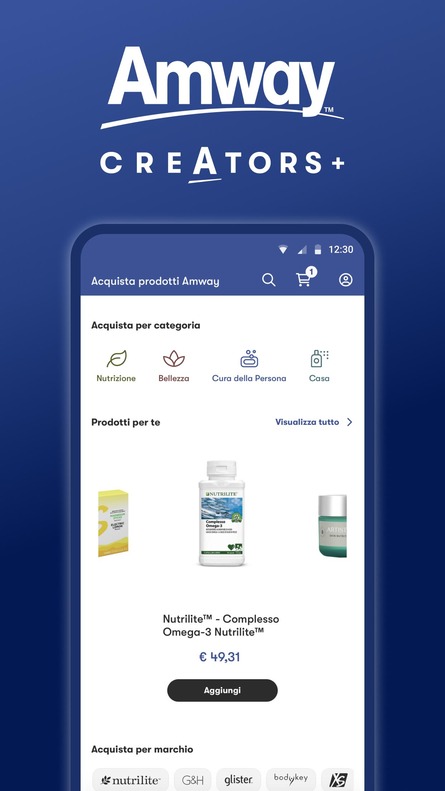 Amway™
CREATORS+
12:30
Acquista prodotti Amway
1
Acquista per categoria
Nutrizione
Bellezza
Cura della Persona
Casa
Prodotti per te
Visualizza tutto
NUTRILITE
Complesso
Omega-3
ARTIS
Nutrilite™ - Complesso
Omega-3 Nutrilite™
€ 49,31
Aggiungi
Acquista per marchio
nutrilite
G&H
glister
bodykey
XS